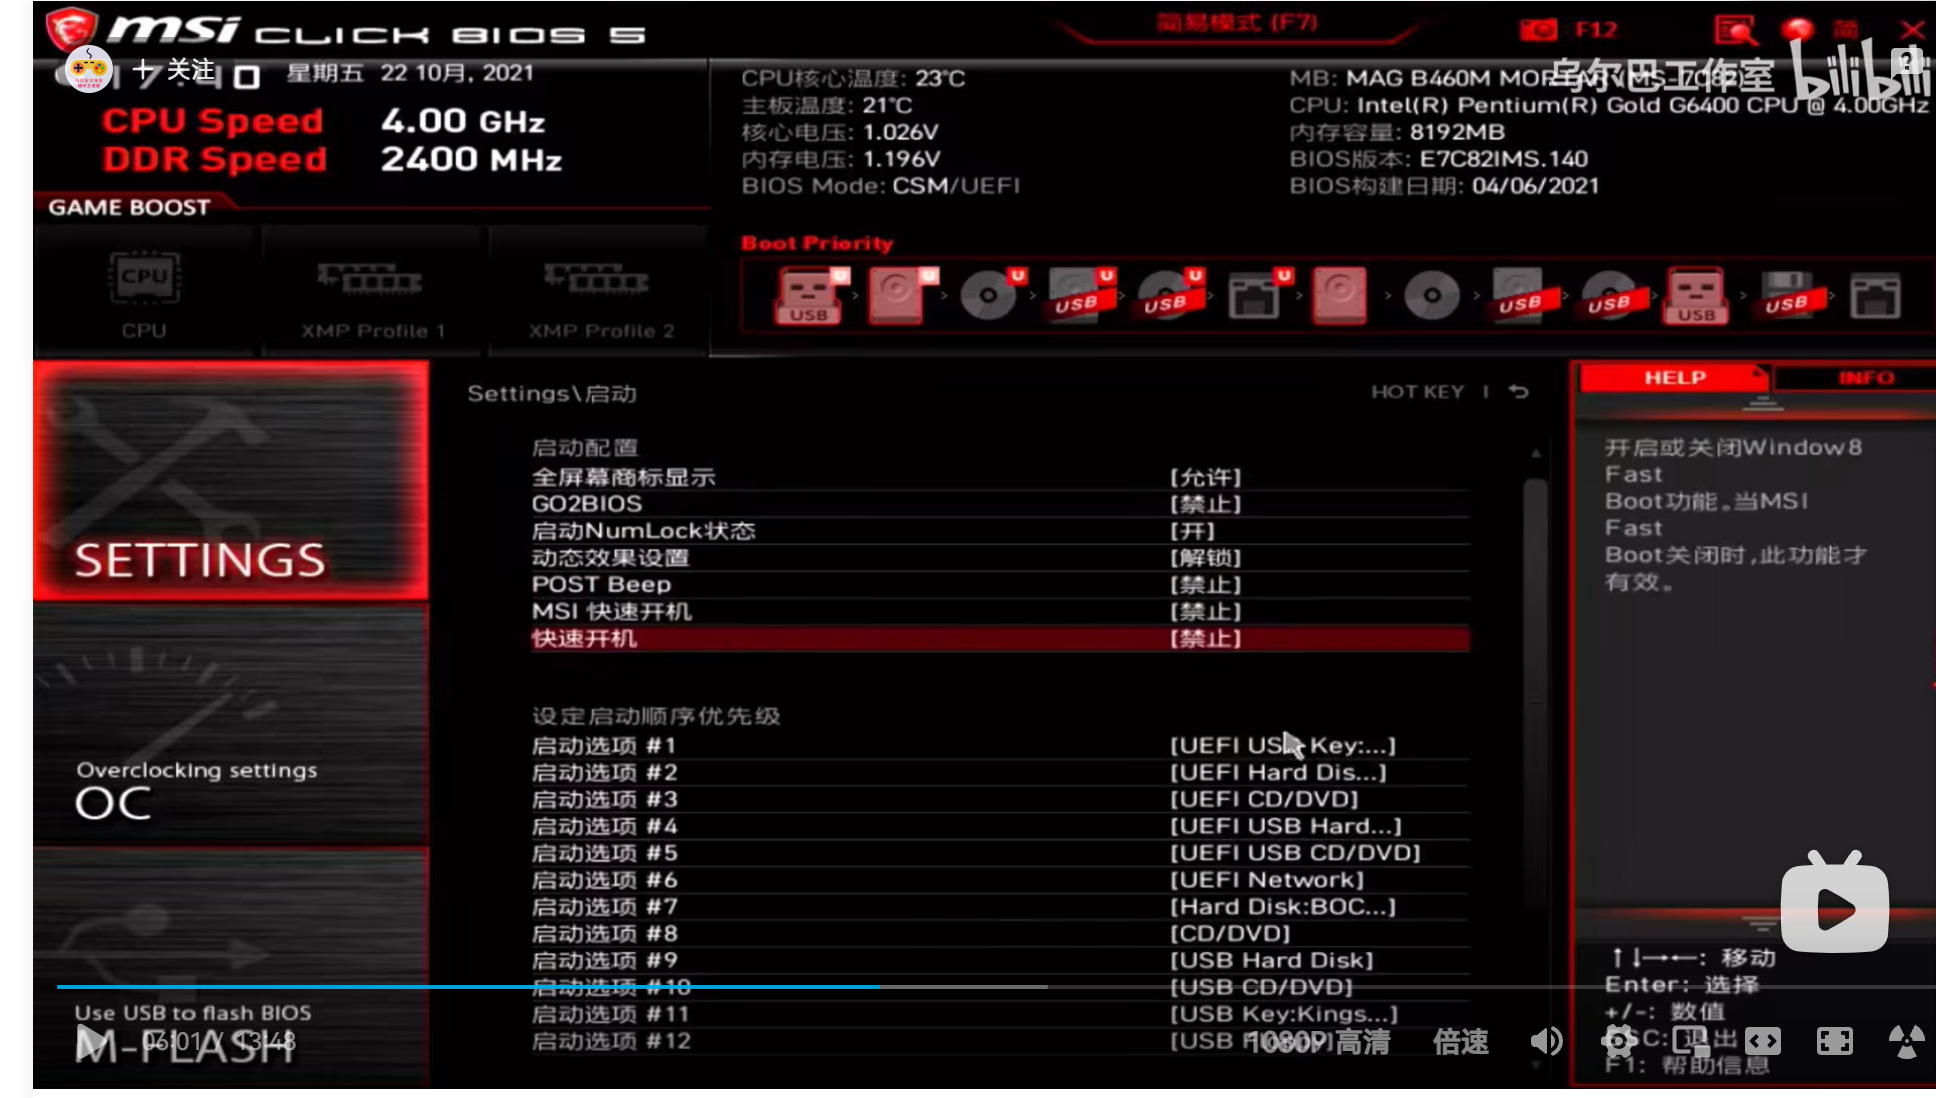 msi CLICK BIOS 5
简易模式 (F7)
F12
简
关注
星期五 22 10月, 2021
CPU Speed 4.00 GHz
DDR Speed 2400 MHz
CPU核心温度: 23°C
主板温度: 21°C
核心电压: 1.026V
内存电压: 1.196V
BIOS Mode: CSM/UEFI
MB: MAG B460M MORTAR (MS-7C82)
CPU: Intel(R) Pentium(R) Gold G6400 CPU @ 4.00GHz
内存容量: 8192MB
BIOS版本: E7C82IMS.140
BIOS构建日期: 04/06/2021
乌尔巴工作室 bilibili
GAME BOOST
CPU
CPU
XMP Profile 1
XMP Profile 2
Boot Priority
U U U U U U
USB USB USB USB USB USB USB
SETTINGS
Overclocking settings
OC
Use USB to flash BIOS
M-FLASH
Settings\启动
HOT KEY
启动配置
全屏幕商标显示 [允许]
GO2BIOS [禁止]
启动NumLock状态 [开]
动态效果设置 [解锁]
POST Beep [禁止]
MSI 快速开机 [禁止]
快速开机 [禁止]
设定启动顺序优先级
启动选项 #1 [UEFI USB Key:...]
启动选项 #2 [UEFI Hard Dis...]
启动选项 #3 [UEFI CD/DVD]
启动选项 #4 [UEFI USB Hard...]
启动选项 #5 [UEFI USB CD/DVD]
启动选项 #6 [UEFI Network]
启动选项 #7 [Hard Disk:BOC...]
启动选项 #8 [CD/DVD]
启动选项 #9 [USB Hard Disk]
启动选项 #10 [USB CD/DVD]
启动选项 #11 [USB Key:Kings...]
启动选项 #12 [USB
HELP
INFO
开启或关闭Window8
Fast
Boot功能。当MSI
Fast
Boot关闭时,此功能才
有效。
↑↓→←: 移动
Enter: 选择
+/-: 数值
ESC: 退出
F1: 帮助信息
06:01 / 13:48
1080P 高清
倍速